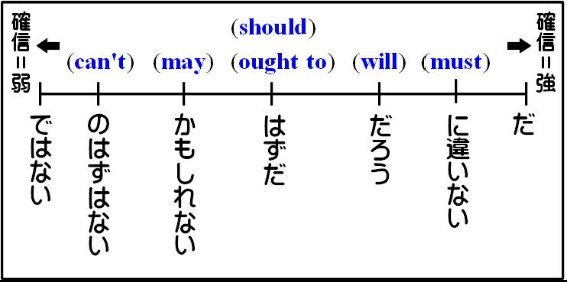 確信＝弱
確信＝強
(should)
(can't) (may) (ought to) (will) (must)
ではない
のはずはない
かもしれない
はずだ
だろう
に違いない
だ